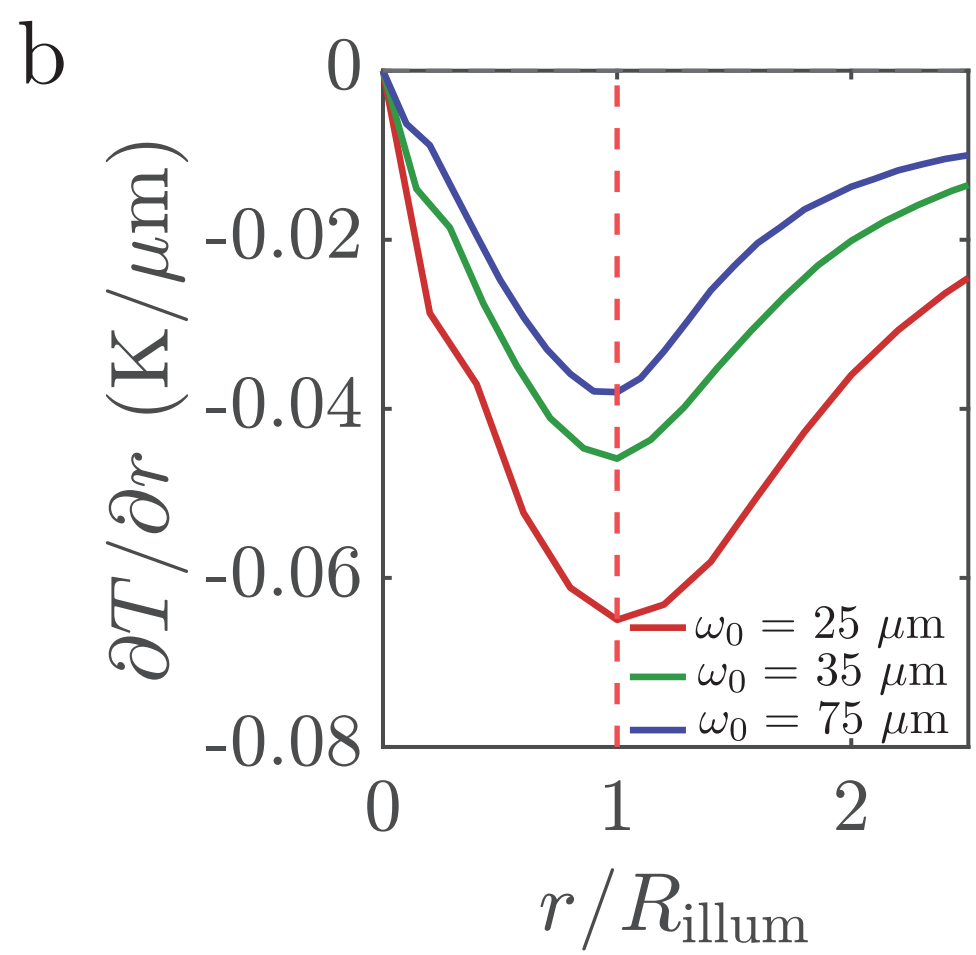 b
0
-0.02
-0.04
-0.06
-0.08
∂T/∂r (K/μm)
ω₀ = 25 μm
ω₀ = 35 μm
ω₀ = 75 μm
0 1 2
r/R_illum